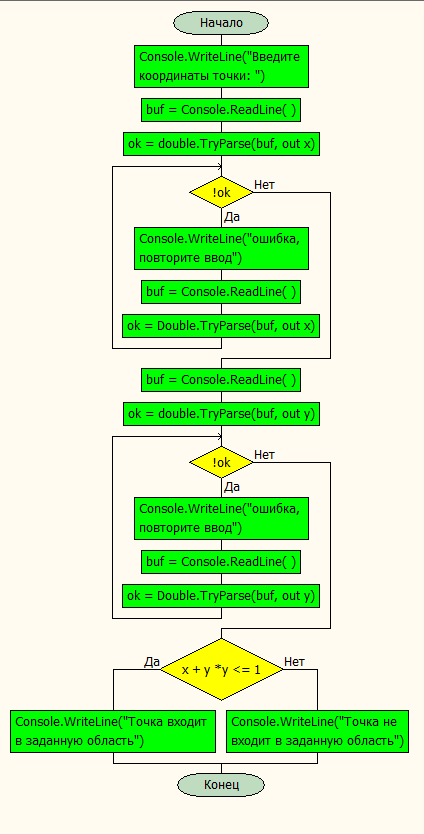 Начало
Console.WriteLine("Введите
координаты точки: ")
buf = Console.ReadLine( )
ok = double.TryParse(buf, out x)
!ok
Нет
Да
Console.WriteLine("ошибка,
повторите ввод")
buf = Console.ReadLine( )
ok = Double.TryParse(buf, out x)
buf = Console.ReadLine( )
ok = double.TryParse(buf, out y)
!ok
Нет
Да
Console.WriteLine("ошибка,
повторите ввод")
buf = Console.ReadLine( )
ok = Double.TryParse(buf, out y)
Да
x + y *y <= 1
Нет
Console.WriteLine("Точка входит
в заданную область")
Console.WriteLine("Точка не
входит в заданную область")
Конец